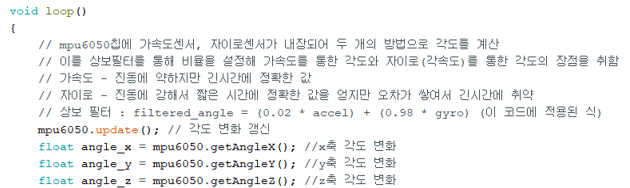 void loop()
{
// mpu6050칩에 가속도센서, 자이로센서가 내장되어 두 개의 방법으로 각도를 계산
// 이를 상보필터를 통해 비율을 설정해 가속도를 통한 각도와 자이로(각속도)를 통한 각도의 장점을 취함
// 가속도 - 진동에 약하지만 긴시간에 정확한 값
// 자이로 - 진동에 강해서 짧은 시간에 정확한 값을 얻지만 오차가 쌓여서 긴시간에 취약
// 상보 필터 : filtered_angle = (0.02 * accel) + (0.98 * gyro) (이 코드에 적용된 식)
mpu6050.update(); // 각도 변화 갱신
float angle_x = mpu6050.getAngleX(); //x축 각도 변화
float angle_y = mpu6050.getAngleY(); //y축 각도 변화
float angle_z = mpu6050.getAngleZ(); //z축 각도 변화